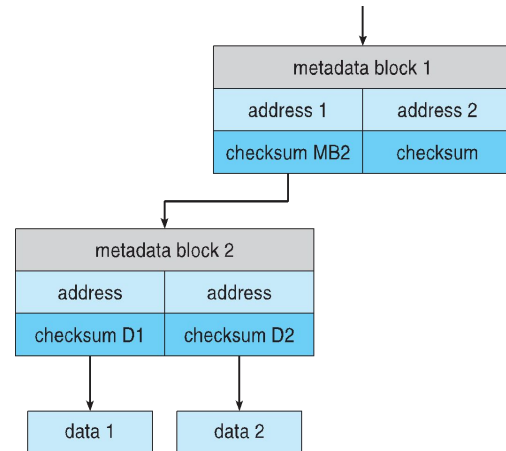 metadata block 1
address 1 address 2
checksum MB2 checksum
metadata block 2
address address
checksum D1 checksum D2
data 1 data 2